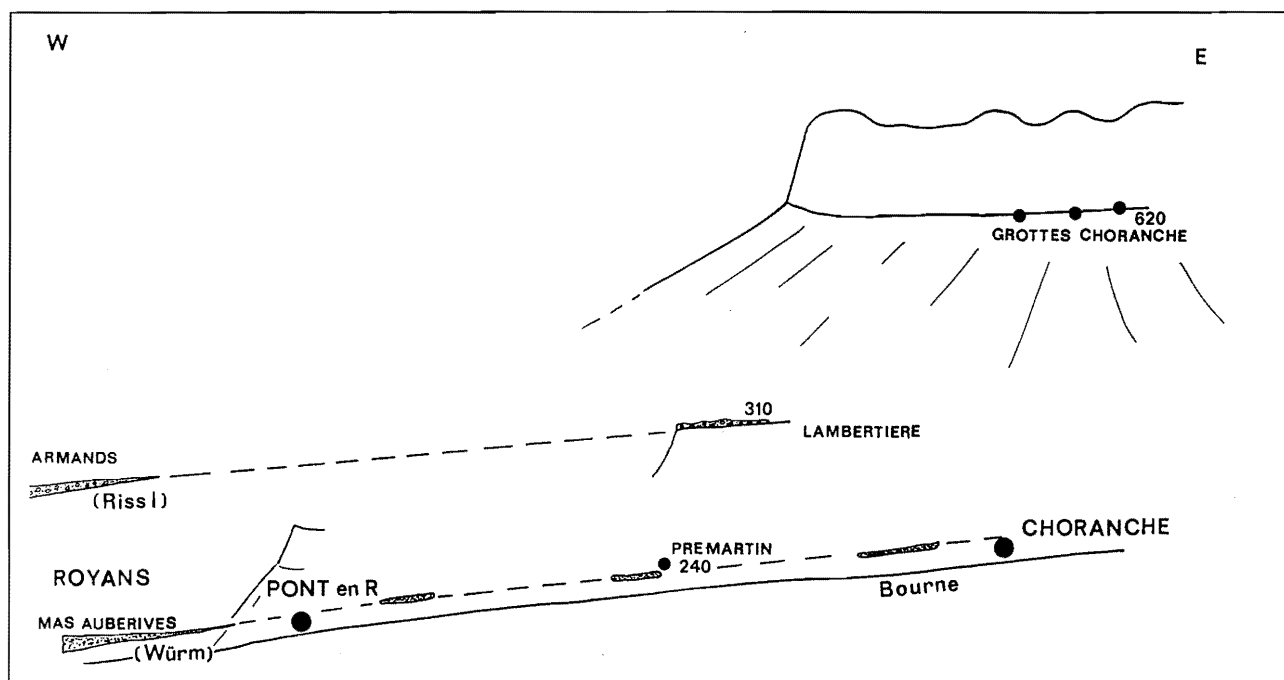 W
E
620
GROTTES CHORANCHE
310
LAMBERTIERE
ARMANDS
(Riss I)
CHORANCHE
PREMARTIN
240
ROYANS
PONT en R
Bourne
MAS AUBERIVES
(Würm)